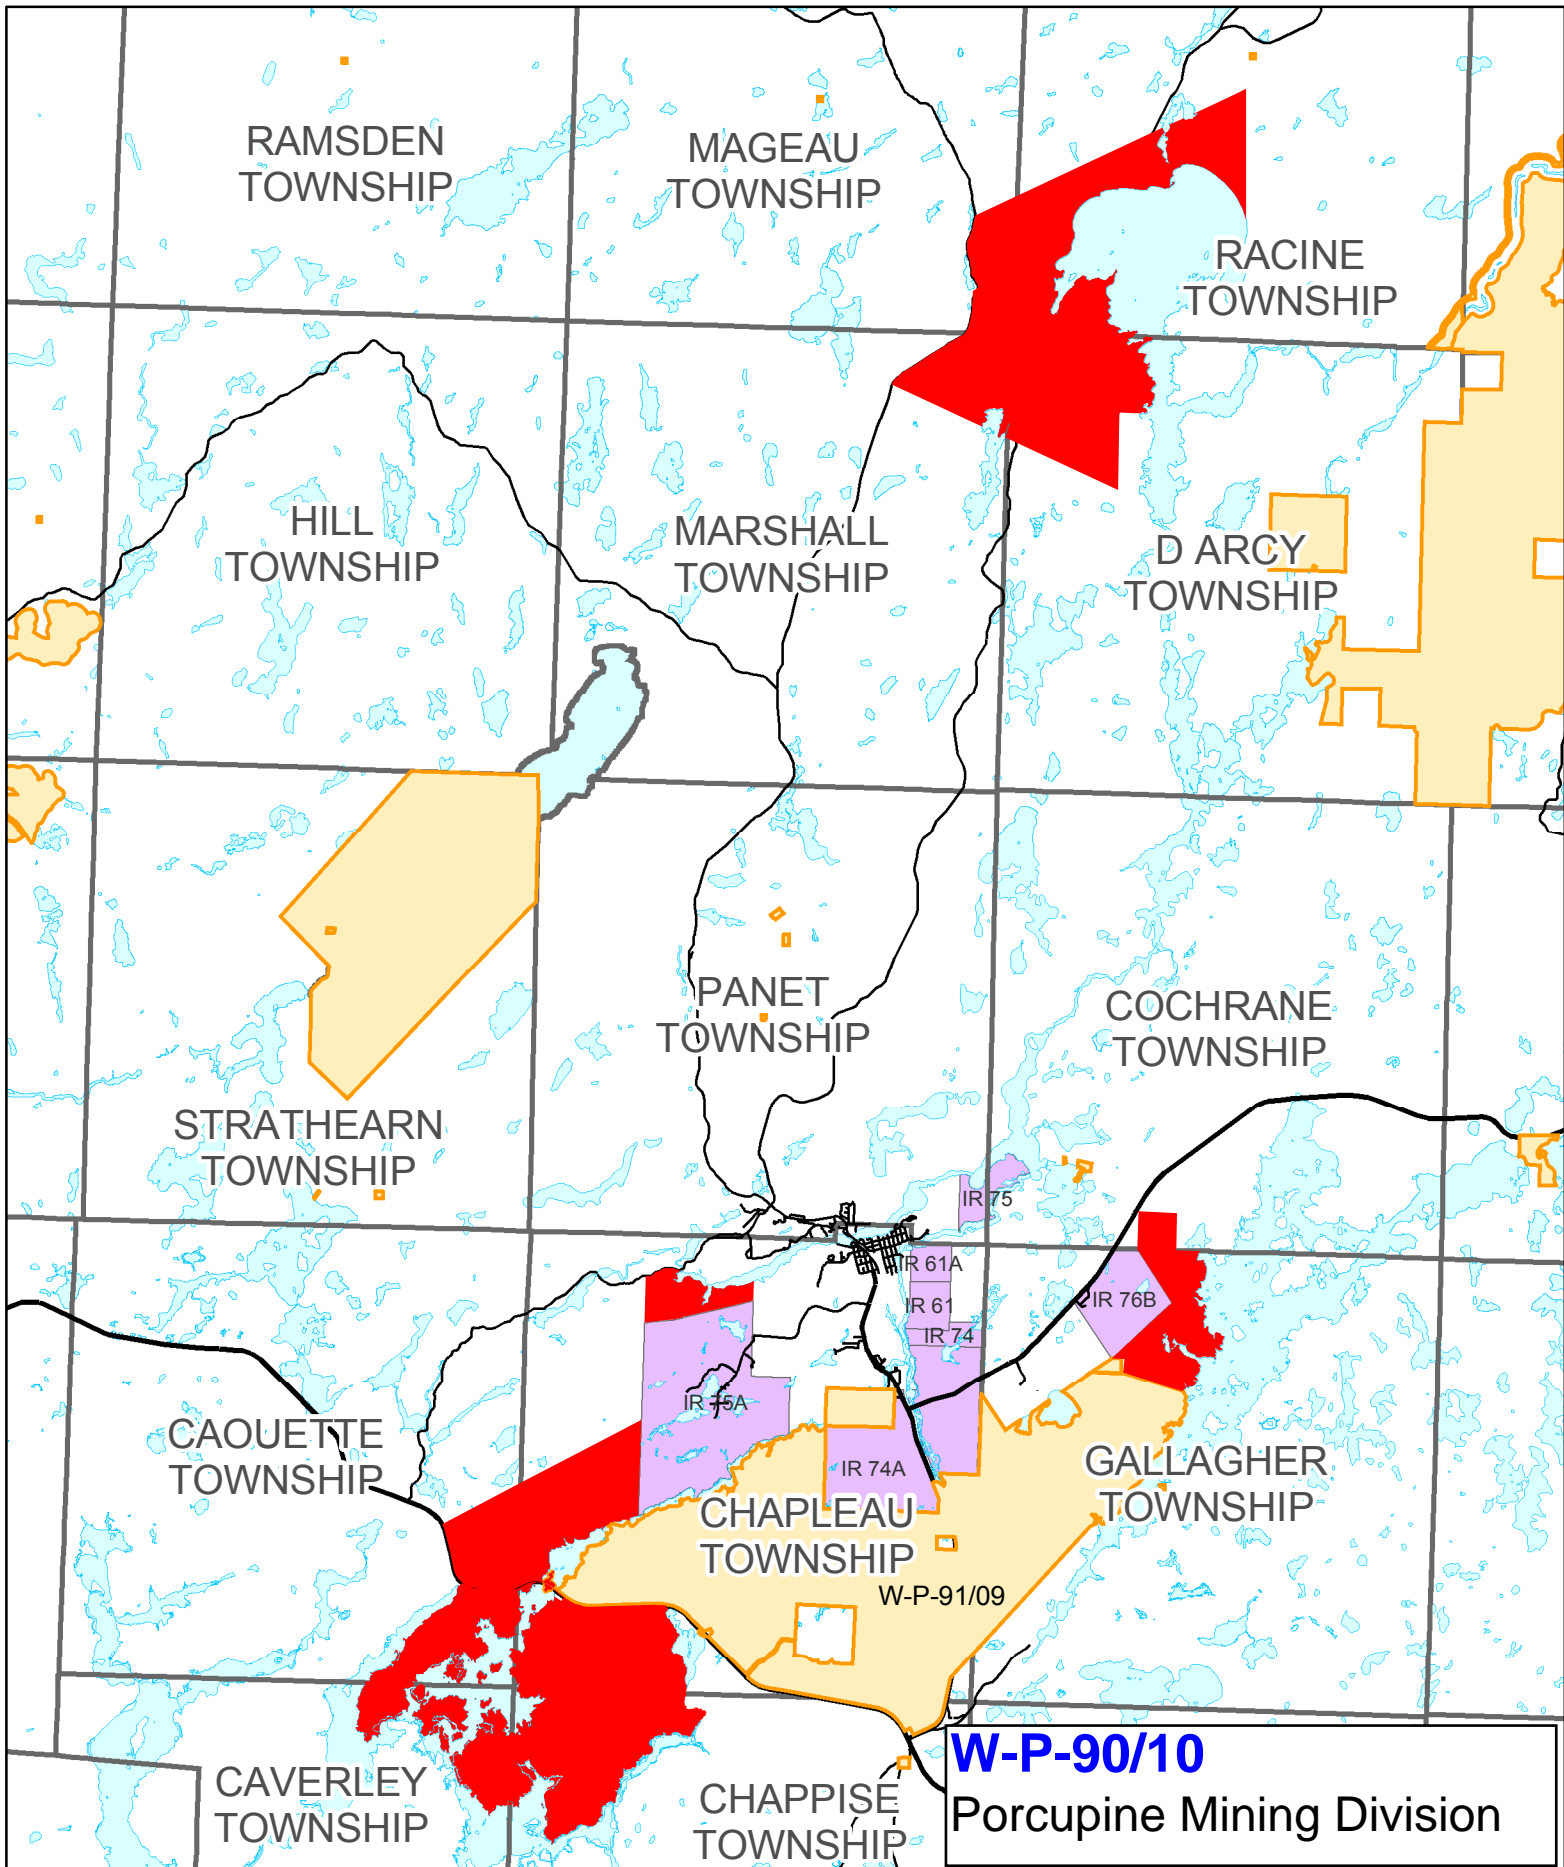 RAMSDEN
TOWNSHIP
MAGEAU
TOWNSHIP
RACINE
TOWNSHIP
HILL
TOWNSHIP
MARSHALL
TOWNSHIP
D ARCY
TOWNSHIP
PANET
TOWNSHIP
COCHRANE
TOWNSHIP
STRATHEARN
TOWNSHIP
IR 75
IR 61A
IR 61
IR 74
IR 76B
IR 75A
CAOUETTE
TOWNSHIP
IR 74A
GALLAGHER
TOWNSHIP
CHAPLEAU
TOWNSHIP
W-P-91/09
CAVERLEY
TOWNSHIP
CHAPPISE
TOWNSHIP
W-P-90/10
Porcupine Mining Division